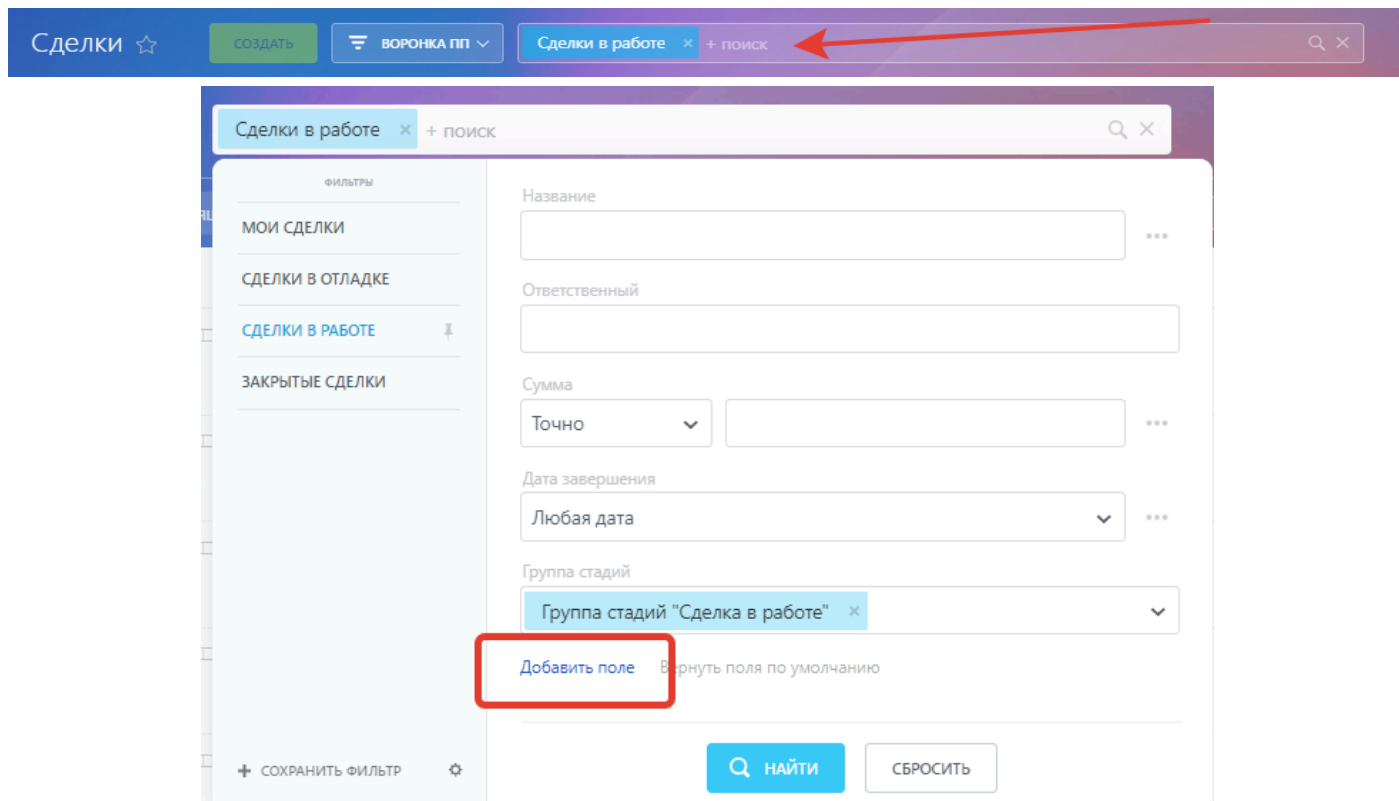 Сделки СОЗДАТЬ ВОРОНКА ПП Сделки в работе × + поиск
Сделки в работе × + поиск
ФИЛЬТРЫ
МОИ СДЕЛКИ
СДЕЛКИ В ОТЛАДКЕ
СДЕЛКИ В РАБОТЕ
ЗАКРЫТЫЕ СДЕЛКИ
+ СОХРАНИТЬ ФИЛЬТР
Название
Ответственный
Сумма
Точно
Дата завершения
Любая дата
Группа стадий
Группа стадий "Сделка в работе" ×
Добавить поле Вернуть поля по умолчанию
НАЙТИ СБРОСИТЬ